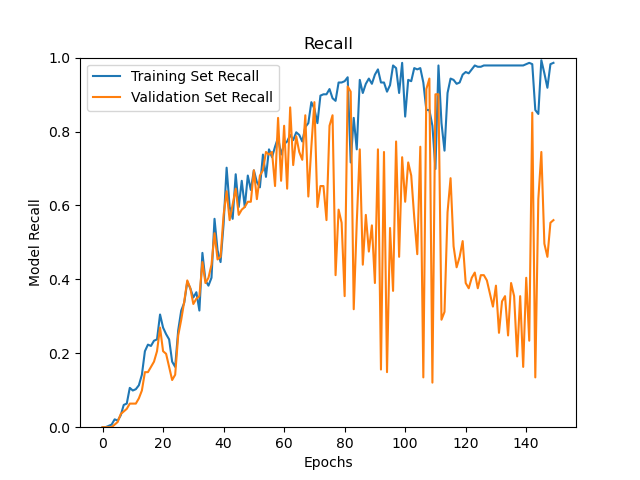 Recall
1.0
Training Set Recall
Validation Set Recall
0.8
0.6
0.4
0.2
0.0
Model Recall
0 20 40 60 80 100 120 140
Epochs